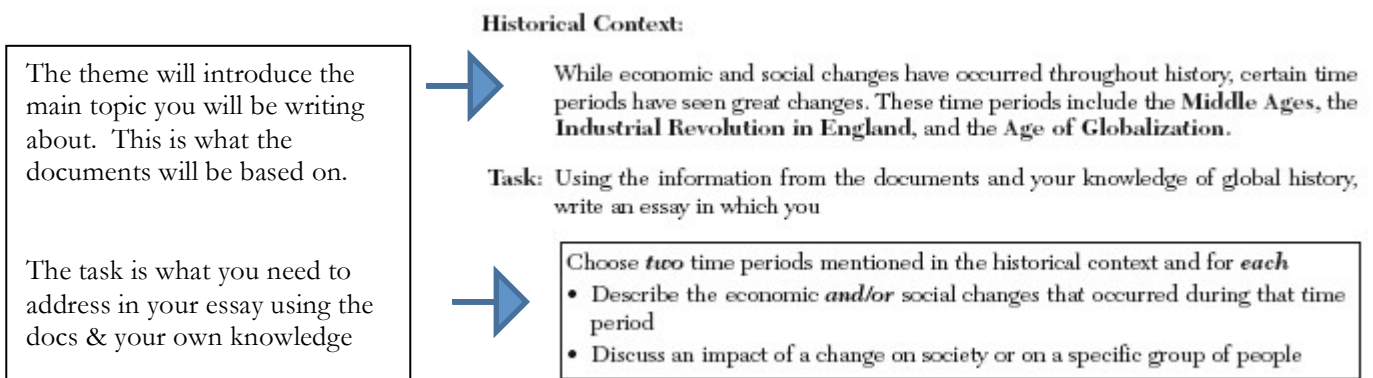 Historical Context:
The theme will introduce the
main topic you will be writing
about.  This is what the
documents will be based on.
While economic and social changes have occurred throughout history, certain time
periods have seen great changes. These time periods include the Middle Ages, the
Industrial Revolution in England, and the Age of Globalization.
Task: Using the information from the documents and your knowledge of global history,
write an essay in which you
The task is what you need to
address in your essay using the
docs & your own knowledge
Choose two time periods mentioned in the historical context and for each
• Describe the economic and/or social changes that occurred during that time
period
• Discuss an impact of a change on society or on a specific group of people